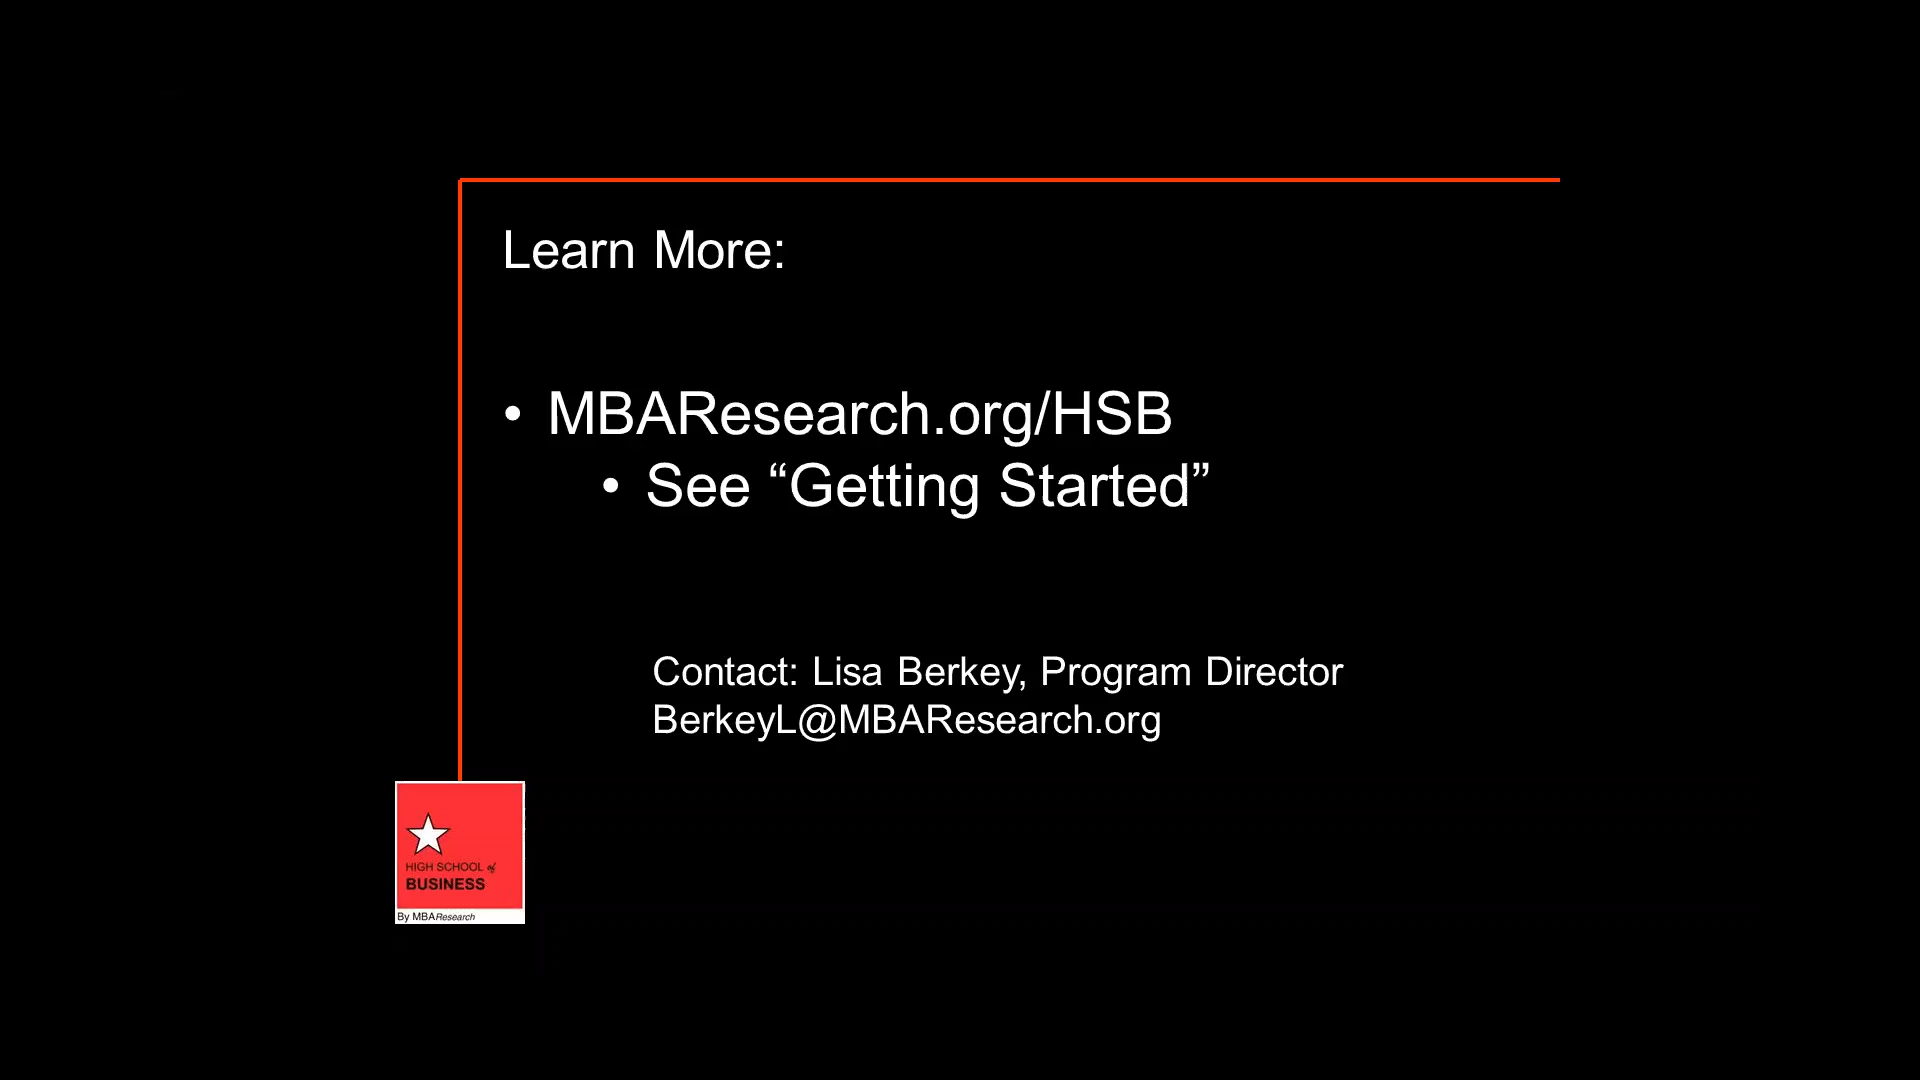 Learn More:
• MBAResearch.org/HSB
• See “Getting Started”
Contact: Lisa Berkey, Program Director
BerkeyL@MBAResearch.org
HIGH SCHOOL of
BUSINESS
By MBAResearch